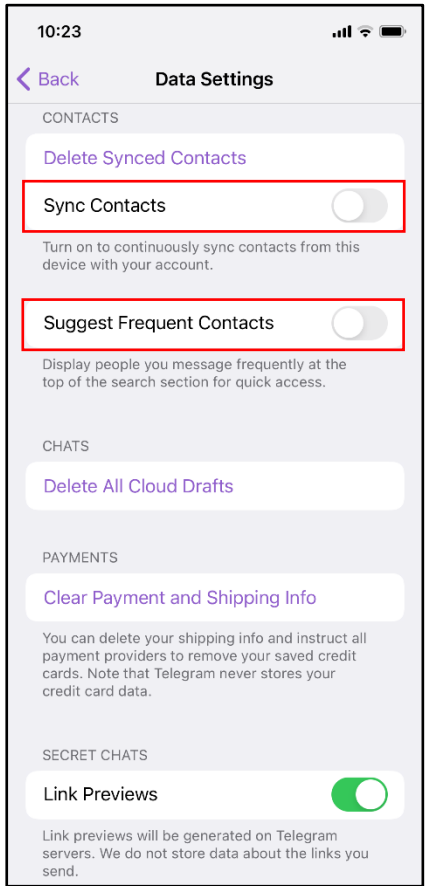 10:23
Back
Data Settings
CONTACTS
Delete Synced Contacts
Sync Contacts
Turn on to continuously sync contacts from this
device with your account.
Suggest Frequent Contacts
Display people you message frequently at the
top of the search section for quick access.
CHATS
Delete All Cloud Drafts
PAYMENTS
Clear Payment and Shipping Info
You can delete your shipping info and instruct all
payment providers to remove your saved credit
cards. Note that Telegram never stores your
credit card data.
SECRET CHATS
Link Previews
Link previews will be generated on Telegram
servers. We do not store data about the links you
send.